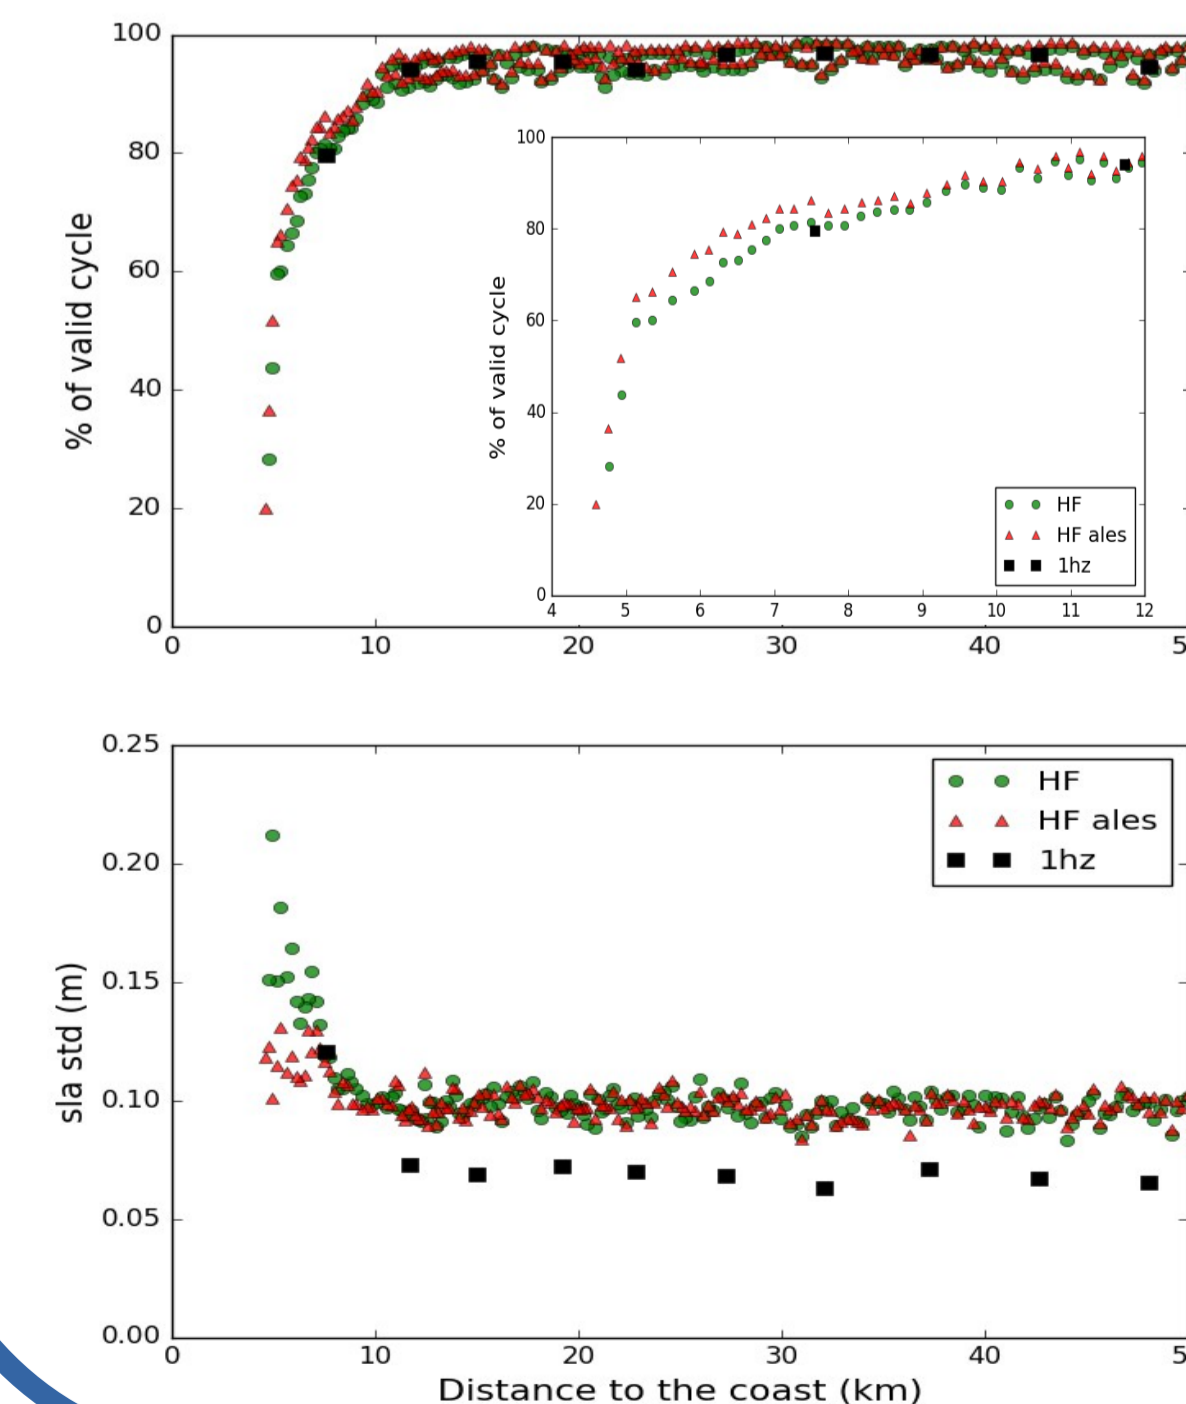 100
80
60
40
20
0
% of valid cycle
0 10 20 30 40 5
100
80
60
40
20
0
% of valid cycle
4 5 6 7 8 9 10 11 12
HF
HF ales
1hz
0.25
0.20
0.15
0.10
0.05
0.00
sla std (m)
HF
HF ales
1hz
0 10 20 30 40 5
Distance to the coast (km)